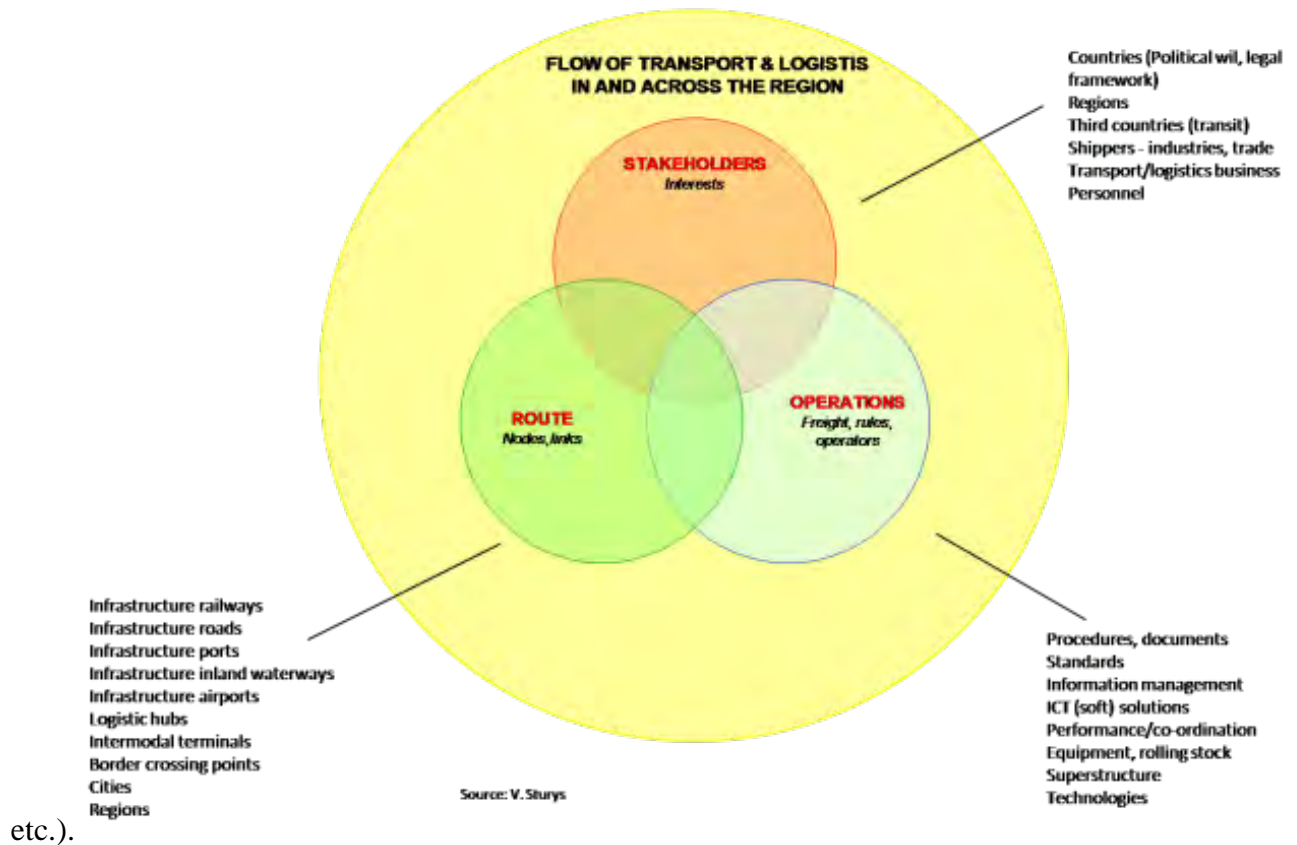 FLOW OF TRANSPORT & LOGISTIS
IN AND ACROSS THE REGION
Countries (Political wil, legal
framework)
Regions
Third countries (transit)
Shippers - industries, trade
Transport/logistics business
Personnel
STAKEHOLDERS
Interests
ROUTE
Nodes, links
OPERATIONS
Freight, rules,
operators
Infrastructure railways
Infrastructure roads
Infrastructure ports
Infrastructure inland waterways
Infrastructure airports
Logistic hubs
Intermodal terminals
Border crossing points
Cities
Regions
Procedures, documents
Standards
Information management
ICT (soft) solutions
Performance/co-ordination
Equipment, rolling stock
Superstructure
Technologies
Source: V. Sturys
etc.).